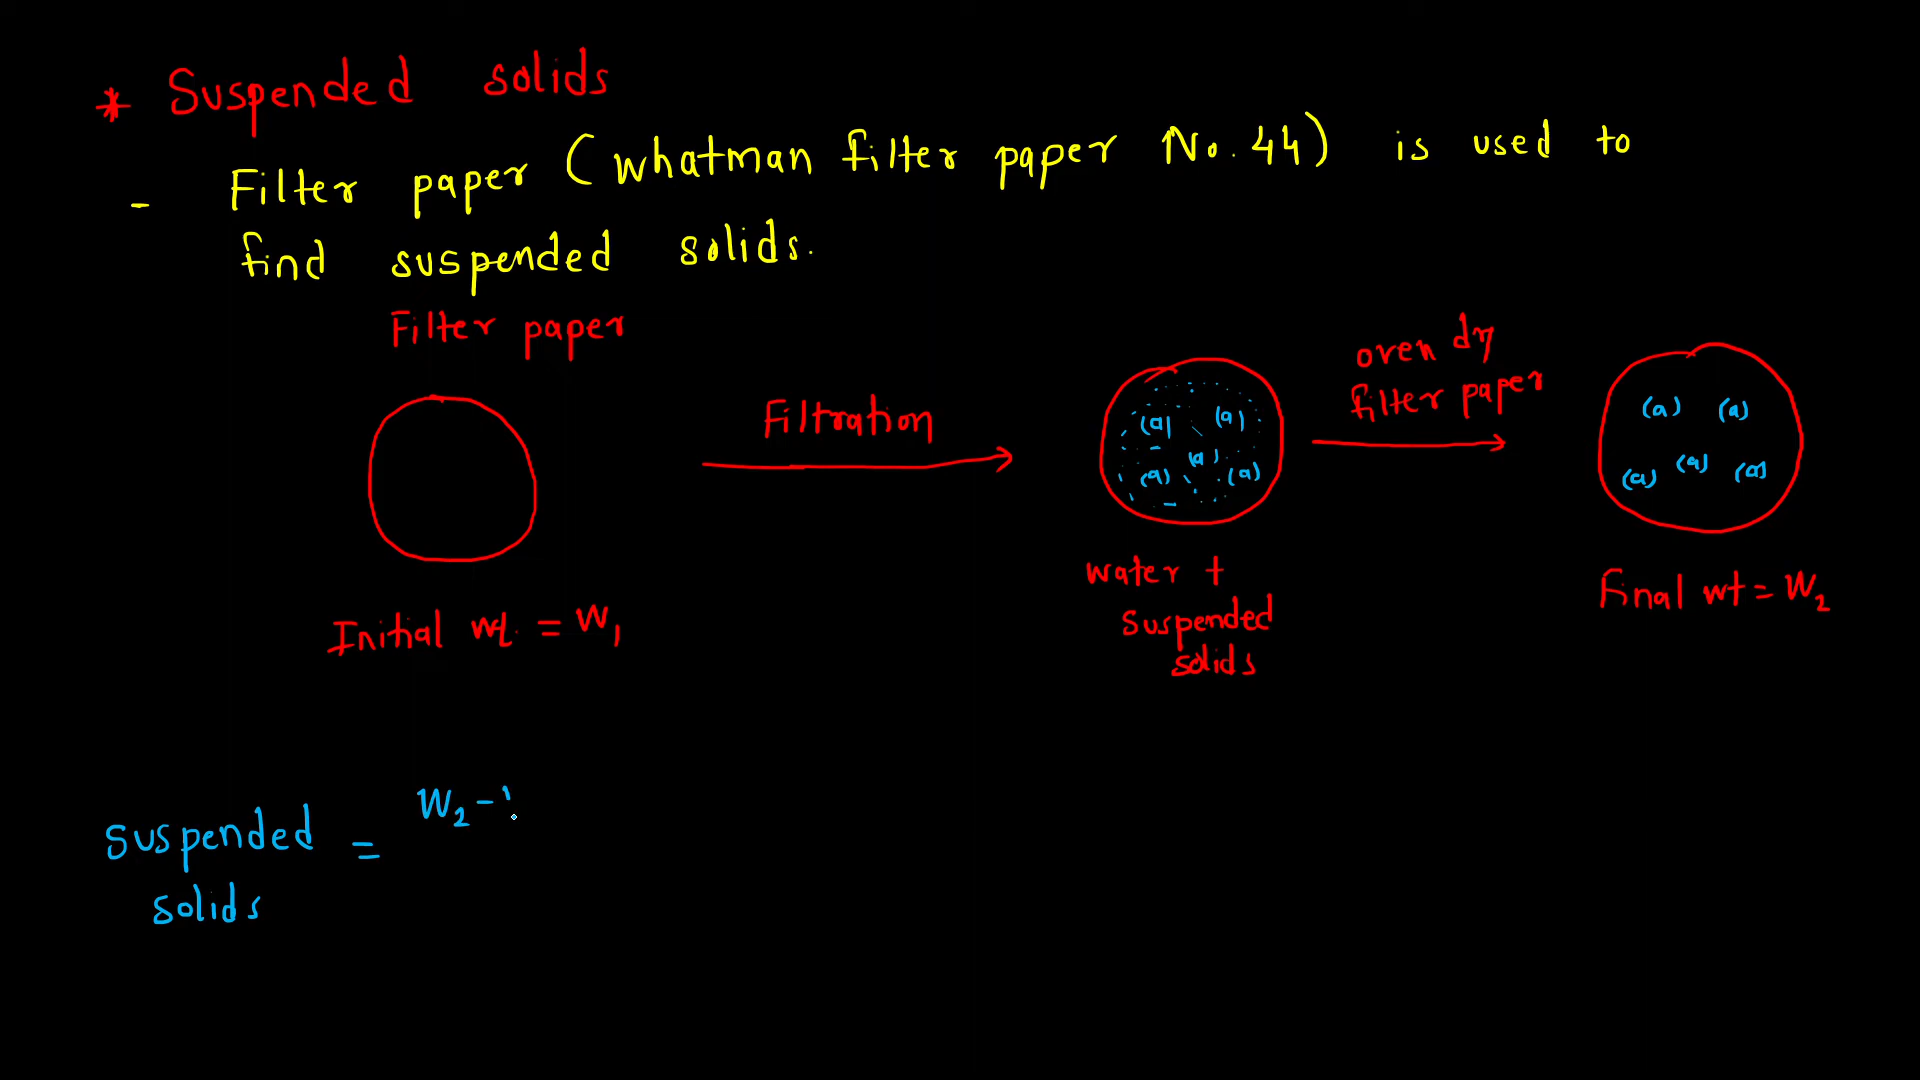 * Suspended solids
- Filter paper (whatman filter paper No. 44) is used to
find suspended solids.
Filter paper
Filtration
oven dry
filter paper
(a) (a)
(a)
(a) (a)
(a) (a)
(a) (a) (a)
Initial wt. = W₁
water +
suspended
solids
Final wt = W₂
Suspended = W₂ -
solids